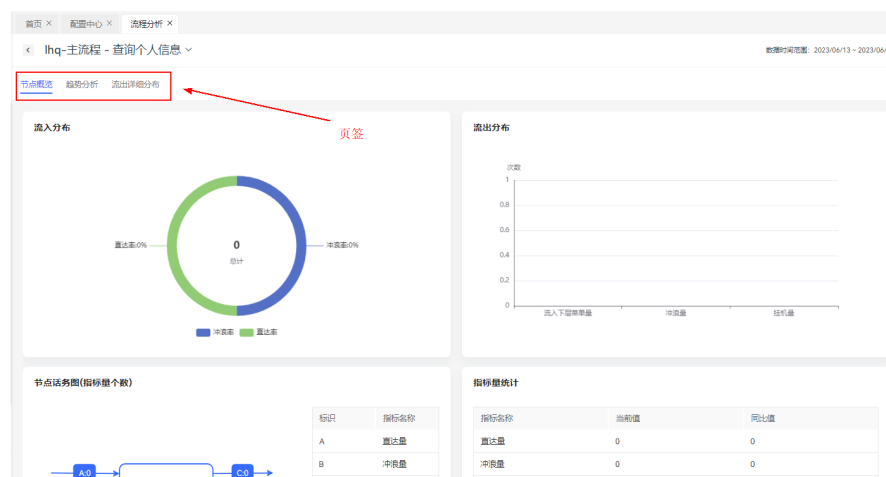 首页 × 配置中心 × 流程分析 ×
lhq-主流程 - 查询个人信息
数据时间范围：2023/06/13 ~ 2023/06/
节点概览 趋势分析 流出详细分布
页签
流入分布
直达率:0%
0
总计
冲浪率:0%
冲浪率 直达率
流出分布
次数
1
0.8
0.6
0.4
0.2
0
流入下层菜单量 冲浪量 挂机量
节点话务图(指标量个数)
标识 指标名称
A 直达量
B 冲浪量
A:0 C:0
指标量统计
指标名称 当前值 同比值
直达量 0 0
冲浪量 0 0